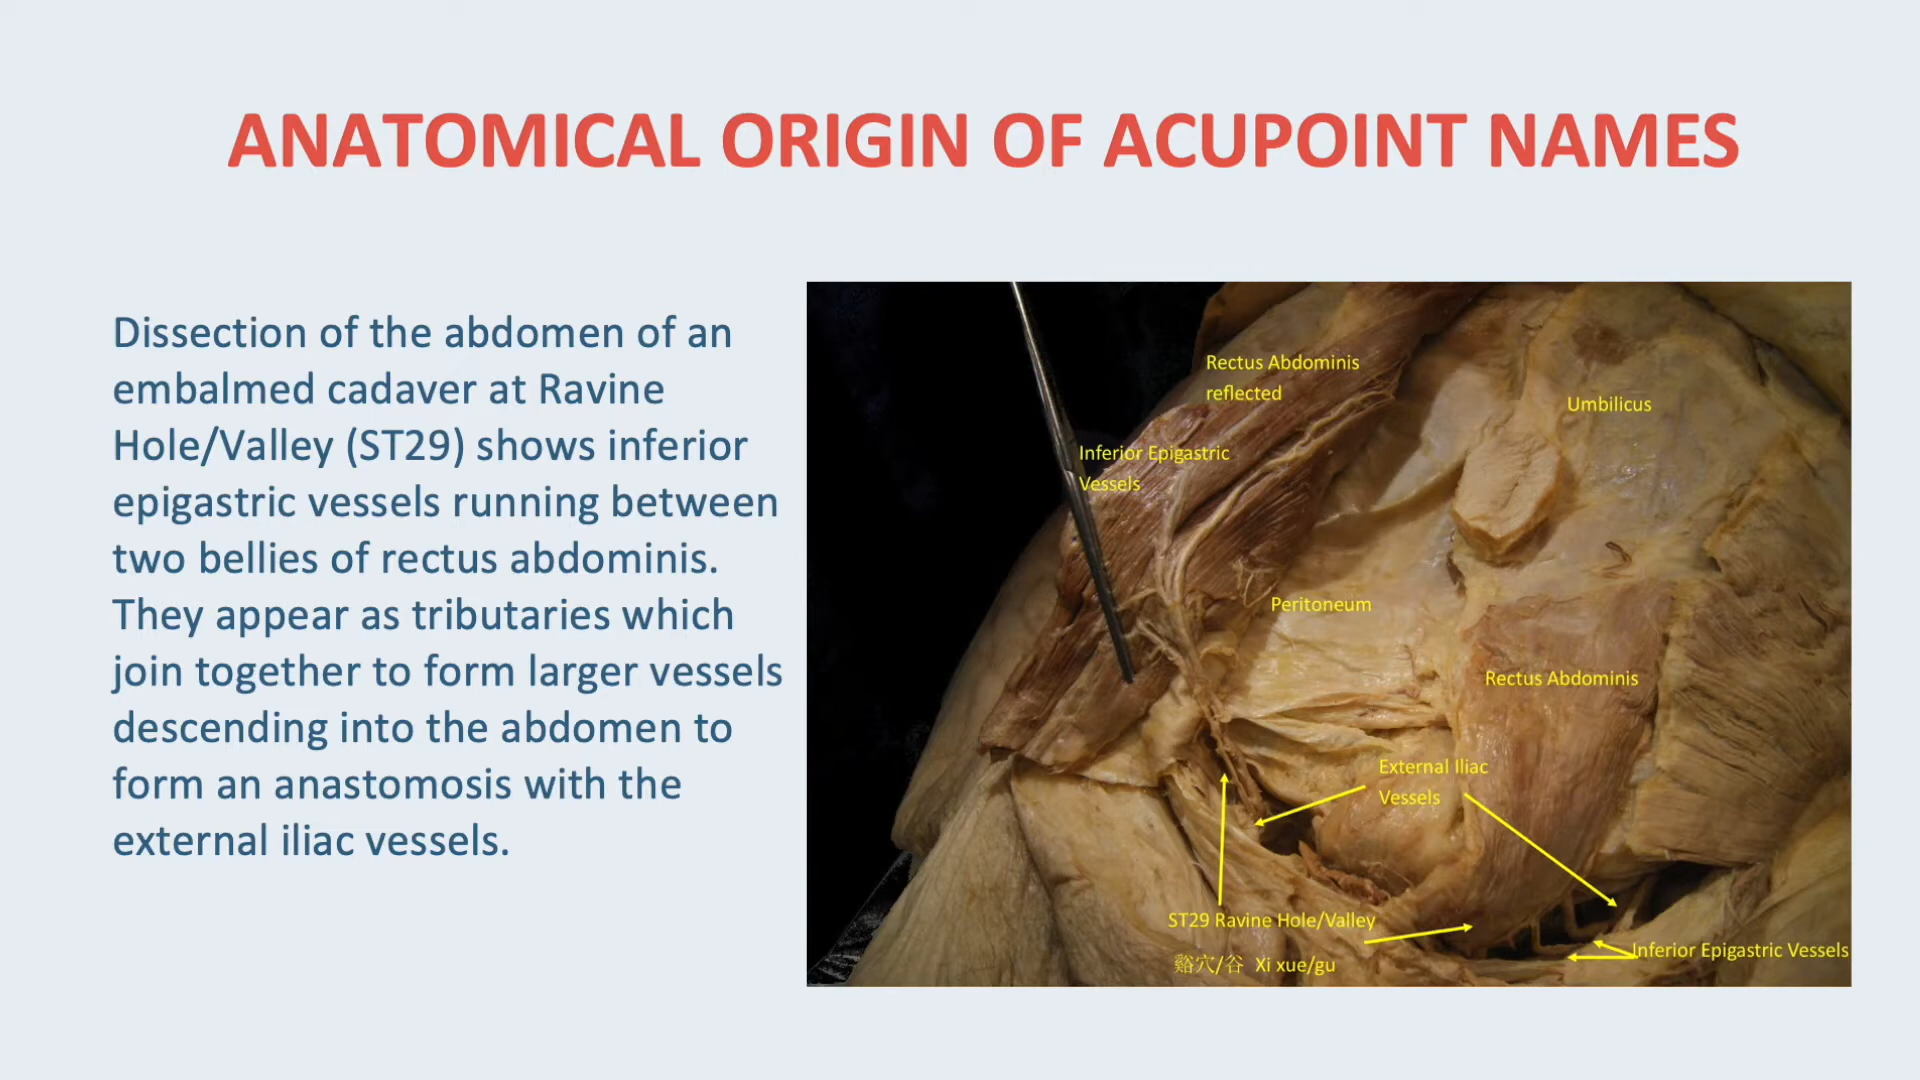 ANATOMICAL ORIGIN OF ACUPOINT NAMES
Dissection of the abdomen of an
embalmed cadaver at Ravine
Hole/Valley (ST29) shows inferior
epigastric vessels running between
two bellies of rectus abdominis.
They appear as tributaries which
join together to form larger vessels
descending into the abdomen to
form an anastomosis with the
external iliac vessels.
Rectus Abdominis
reflected
Umbilicus
Inferior Epigastric
Vessels
Peritoneum
Rectus Abdominis
External Iliac
Vessels
ST29 Ravine Hole/Valley
Inferior Epigastric Vessels
谿穴/谷 Xi xue/gu